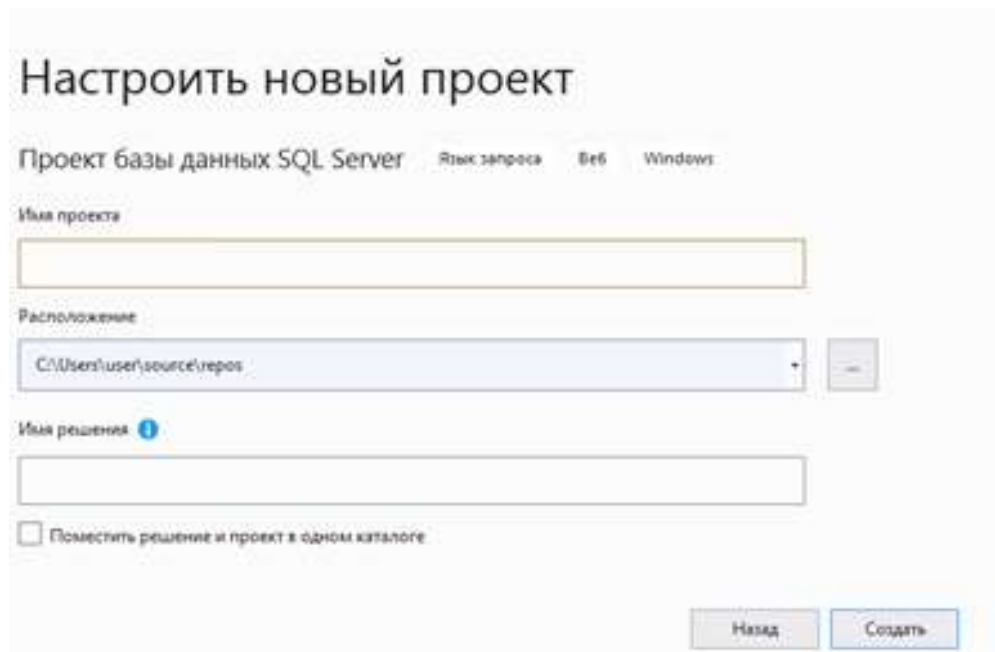 Настроить новый проект
Проект базы данных SQL Server Язык запроса Веб Windows
Имя проекта
Расположение
C:\Users\user\source\repos
...
Имя решения
Поместить решение и проект в одном каталоге
Назад Создать